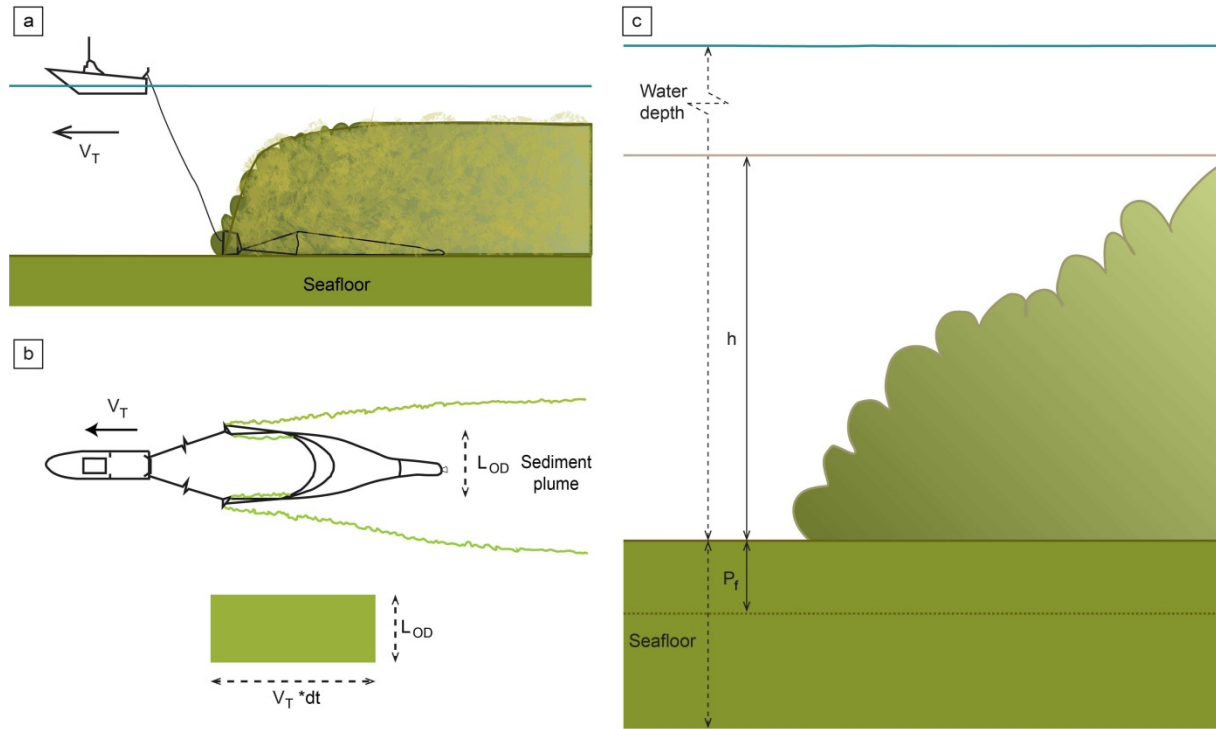 a
V_T
Seafloor
b
V_T
L_OD
Sediment
plume
L_OD
V_T *dt
c
Water
depth
h
P_f
Seafloor